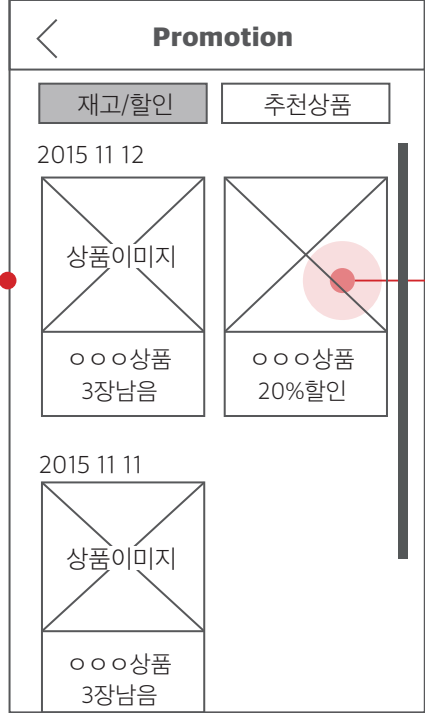 Promotion
재고/할인
추천상품
2015 11 12
상품이미지
ㅇㅇㅇ상품
3장남음
ㅇㅇㅇ상품
20%할인
2015 11 11
상품이미지
ㅇㅇㅇ상품
3장남음